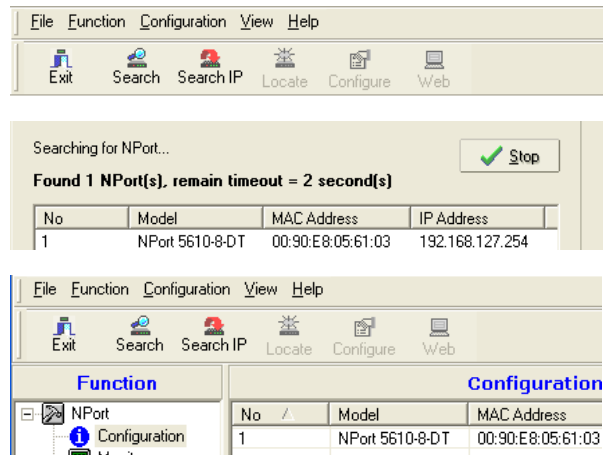 File Function Configuration View Help
Exit Search Search IP Locate Configure Web
Searching for NPort...
Stop
Found 1 NPort(s), remain timeout = 2 second(s)
No Model MAC Address IP Address
1 NPort 5610-8-DT 00:90:E8:05:61:03 192.168.127.254
File Function Configuration View Help
Exit Search Search IP Locate Configure Web
Function Configuration
NPort No Model MAC Address
Configuration 1 NPort 5610-8-DT 00:90:E8:05:61:03